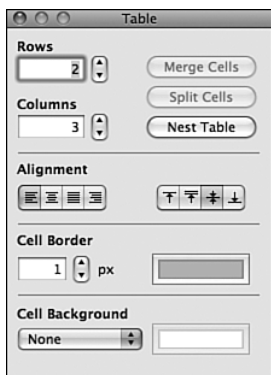 Table
Rows
2
Merge Cells
Split Cells
Columns
3
Nest Table
Alignment
Cell Border
1 px
Cell Background
None